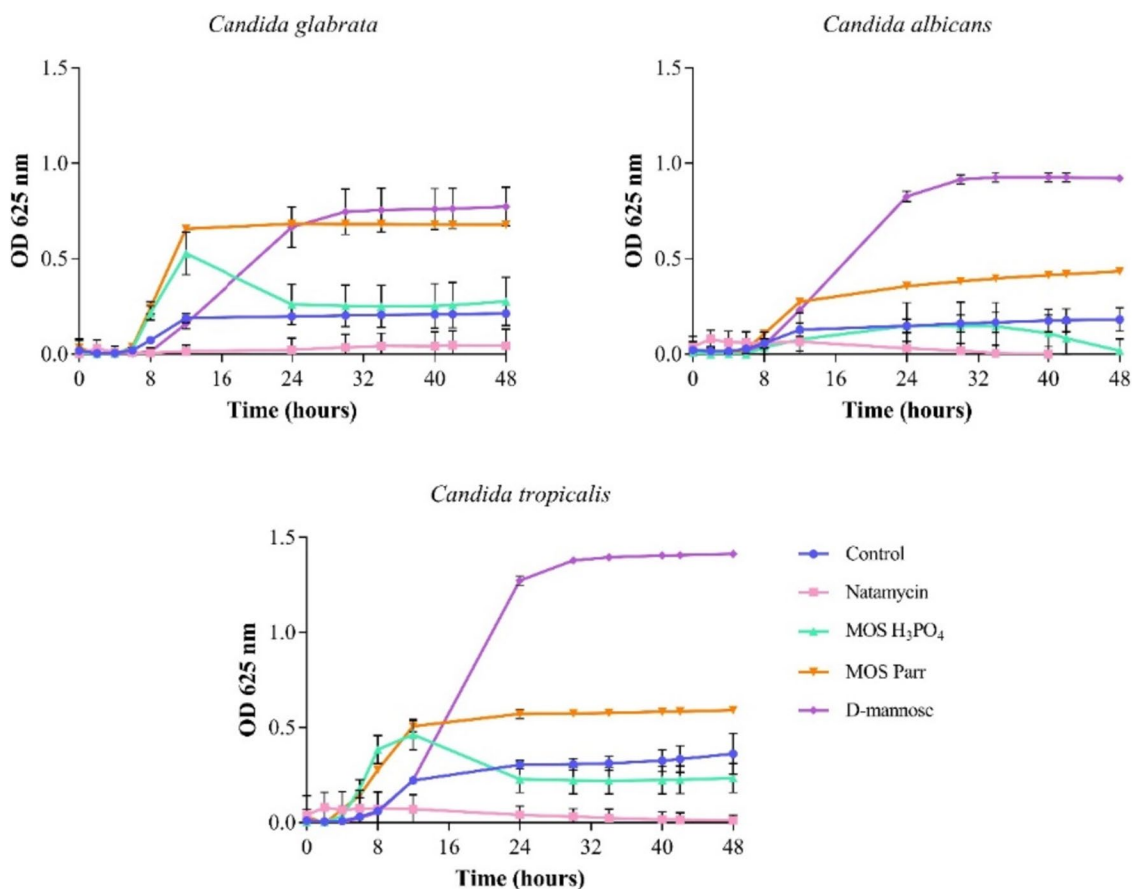 Candida glabrata
1.5
1.0
0.5
0.0
OD 625 nm
0 8 16 24 32 40 48
Time (hours)
Candida albicans
1.5
1.0
0.5
0.0
OD 625 nm
0 8 16 24 32 40 48
Time (hours)
Candida tropicalis
1.5
1.0
0.5
0.0
OD 625 nm
0 8 16 24 32 40 48
Time (hours)
Control
Natamycin
MOS H₃PO₄
MOS Parr
D-mannose